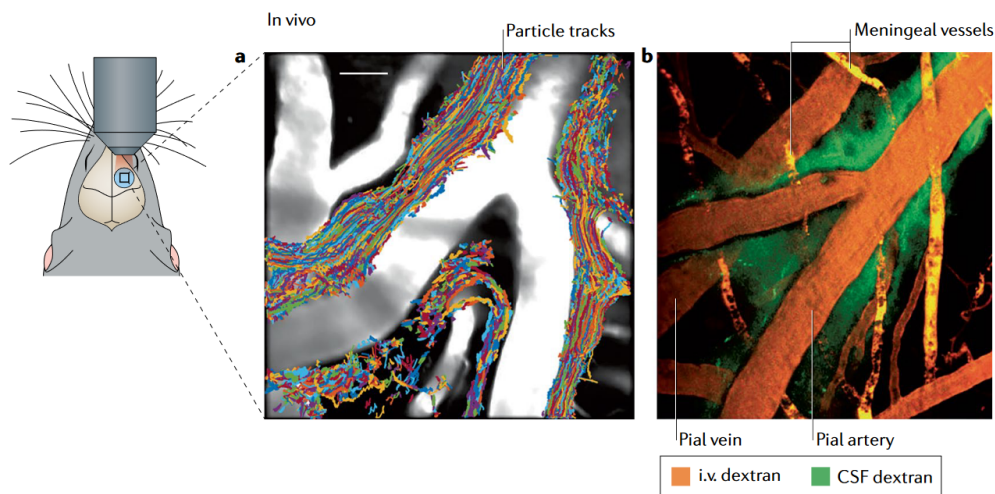 In vivo
a
Particle tracks
b
Meningeal vessels
Pial vein
Pial artery
i.v. dextran
CSF dextran